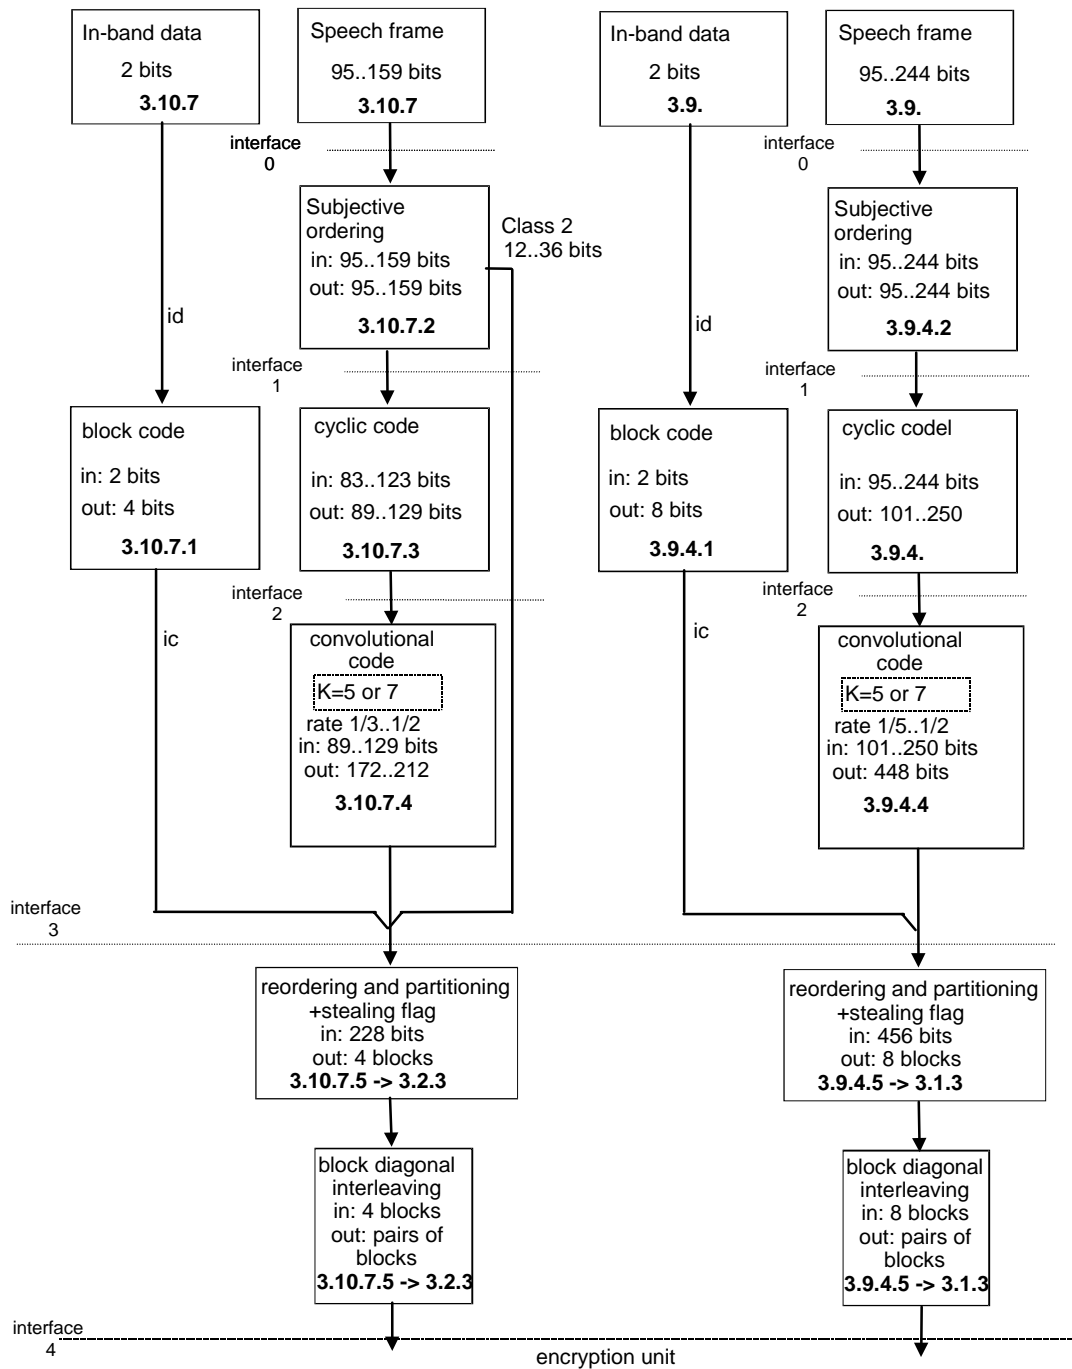 In-band data
2 bits
3.10.7
Speech frame
95..159 bits
3.10.7
In-band data
2 bits
3.9.
Speech frame
95..244 bits
3.9.
interface
0
interface
0
Subjective
ordering
in: 95..159 bits
out: 95..159 bits
3.10.7.2
Class 2
12..36 bits
Subjective
ordering
in: 95..244 bits
out: 95..244 bits
3.9.4.2
id
id
interface
1
interface
1
block code
in: 2 bits
out: 4 bits
3.10.7.1
cyclic code
in: 83..123 bits
out: 89..129 bits
3.10.7.3
block code
in: 2 bits
out: 8 bits
3.9.4.1
cyclic codel
in: 95..244 bits
out: 101..250
3.9.4.
interface
2
interface
2
ic
ic
convolutional
code
K=5 or 7
rate 1/3..1/2
in: 89..129 bits
out: 172..212
3.10.7.4
convolutional
code
K=5 or 7
rate 1/5..1/2
in: 101..250 bits
out: 448 bits
3.9.4.4
interface
3
reordering and partitioning
+stealing flag
in: 228 bits
out: 4 blocks
3.10.7.5 -> 3.2.3
reordering and partitioning
+stealing flag
in: 456 bits
out: 8 blocks
3.9.4.5 -> 3.1.3
block diagonal
interleaving
in: 4 blocks
out: pairs of
blocks
3.10.7.5 -> 3.2.3
block diagonal
interleaving
in: 8 blocks
out: pairs of
blocks
3.9.4.5 -> 3.1.3
interface
4
encryption unit